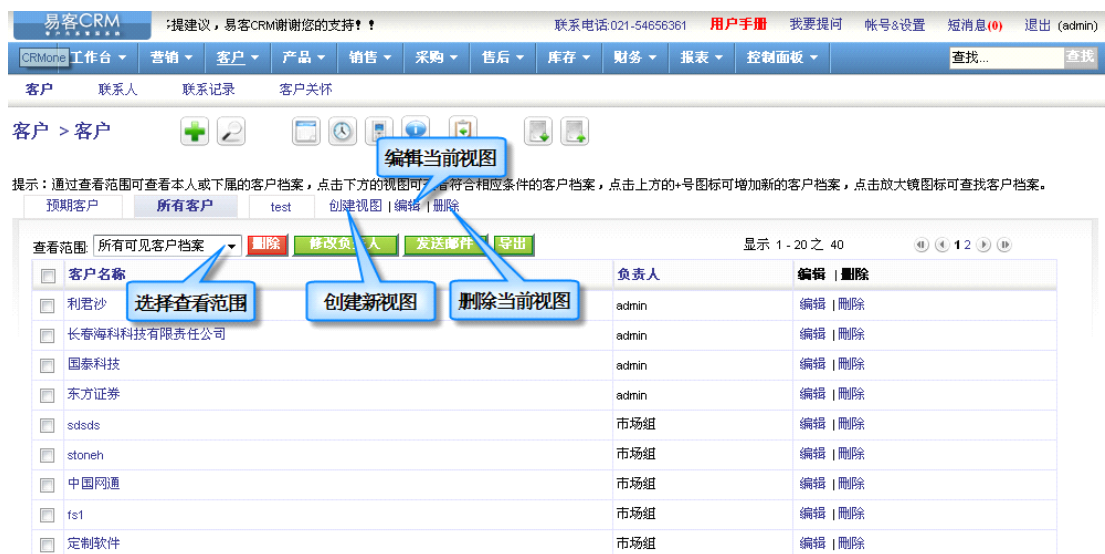 易客CRM 提建议，易客CRM谢谢您的支持！！ 联系电话:021-54656361 用户手册 我要提问 帐号&设置 短消息(0) 退出 (admin)
CRMone 工作台 营销 客户 产品 销售 采购 售后 库存 财务 报表 控制面板 查找... 查找
客户 联系人 联系记录 客户关怀
客户 > 客户
编辑当前视图
提示：通过查看范围可查看本人或下属的客户档案，点击下方的视图可查看符合相应条件的客户档案，点击上方的+号图标可增加新的客户档案，点击放大镜图标可查找客户档案。
预期客户 所有客户 test 创建视图 | 编辑 | 删除
查看范围: 所有可见客户档案 删除 修改负责人 发送邮件 导出 显示 1 - 20 之 40 1 2
客户名称 负责人 编辑 | 删除
选择查看范围 创建新视图 删除当前视图
利君沙 admin 编辑 | 删除
长春海科科技有限责任公司 admin 编辑 | 删除
国泰科技 admin 编辑 | 删除
东方证券 admin 编辑 | 删除
sdsds 市场组 编辑 | 删除
stoneh 市场组 编辑 | 删除
中国网通 市场组 编辑 | 删除
fs1 市场组 编辑 | 删除
定制软件 市场组 编辑 | 删除